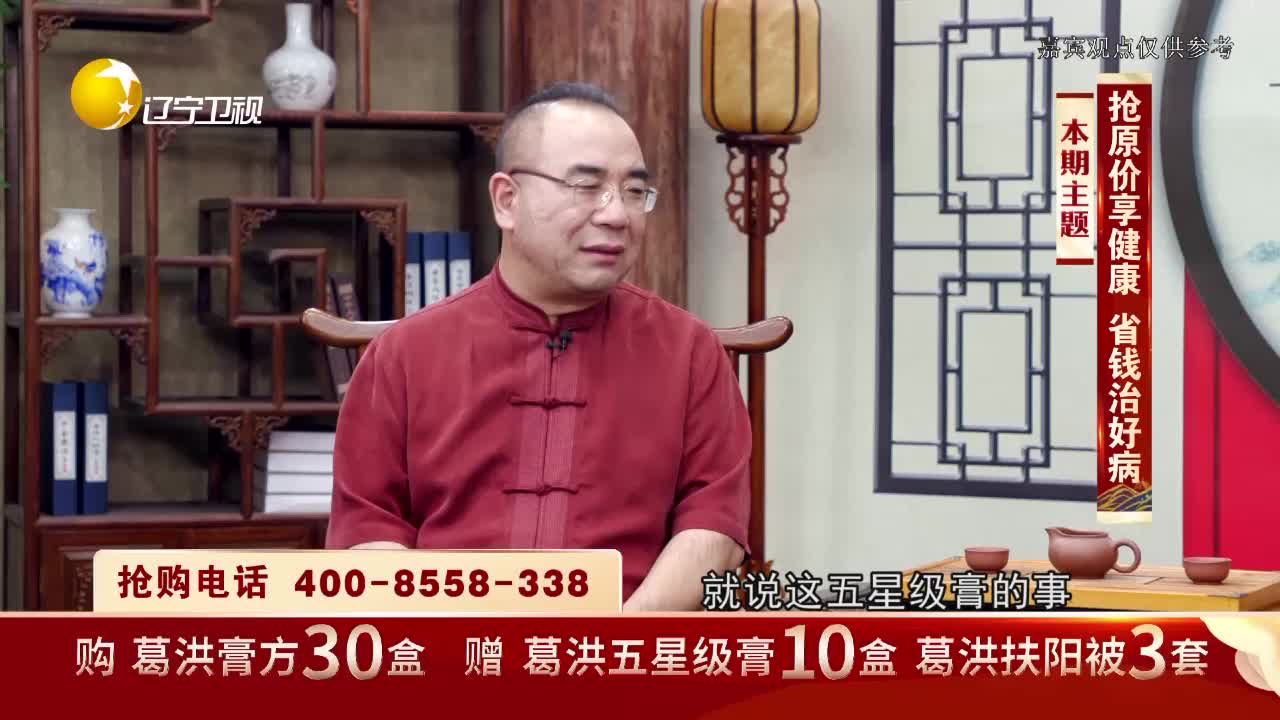 辽宁卫视
嘉宾观点仅供参考
本期主题
抢原价享健康 省钱治好病
抢购电话 400-8558-338
就说这五星级膏的事
购 葛洪膏方30盒 赠 葛洪五星级膏10盒 葛洪扶阳被3套